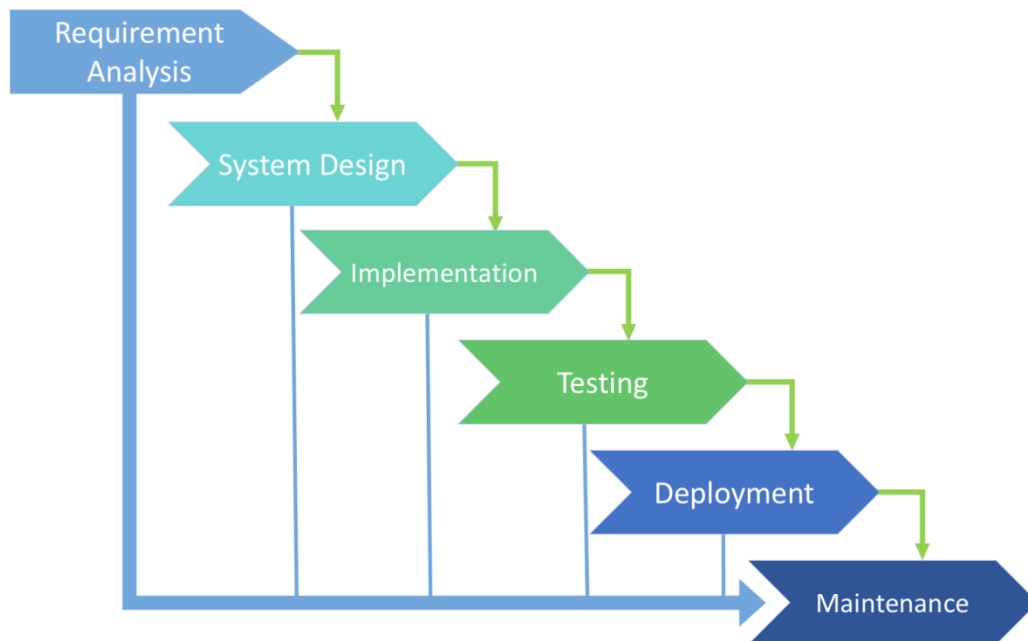 Requirement
Analysis
System Design
Implementation
Testing
Deployment
Maintenance